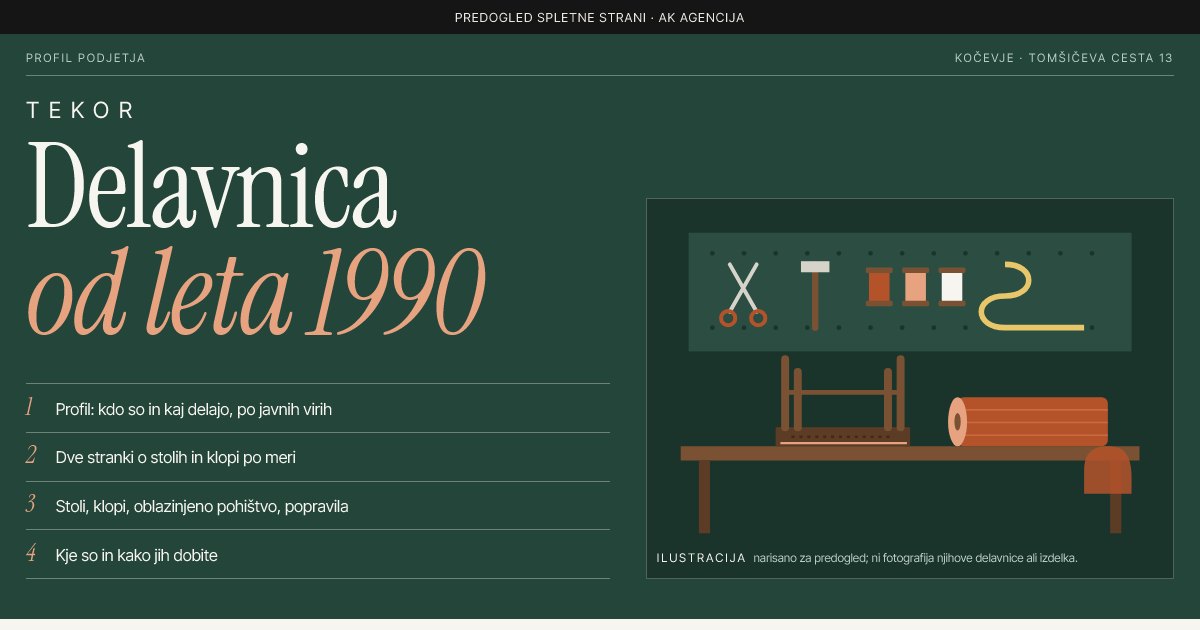 PREDOGLED SPLETNE STRANI · AK AGENCIJA
PROFIL PODJETJA
KOČEVJE · TOMŠIČEVA CESTA 13
TEKOR
Delavnica
od leta 1990
1 Profil: kdo so in kaj delajo, po javnih virih
2 Dve stranki o stolih in klopi po meri
3 Stoli, klopi, oblazinjeno pohištvo, popravila
4 Kje so in kako jih dobite
ILUSTRACIJA narisano za predogled; ni fotografija njihove delavnice ali izdelka.